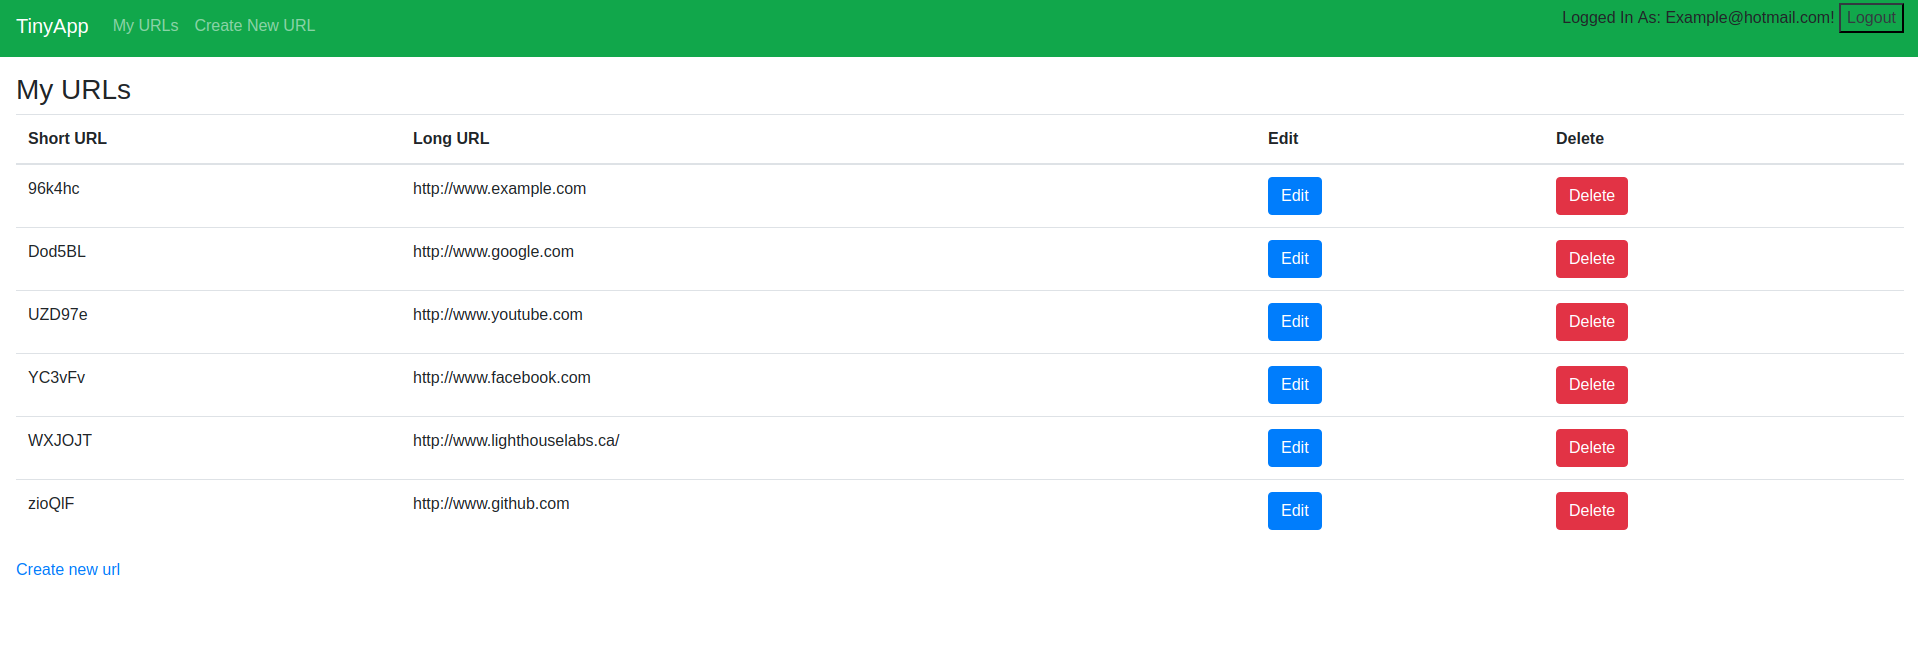 TinyApp My URLs Create New URL Logged In As: Example@hotmail.com! Logout
My URLs
Short URL Long URL Edit Delete
96k4hc http://www.example.com Edit Delete
Dod5BL http://www.google.com Edit Delete
UZD97e http://www.youtube.com Edit Delete
YC3vFv http://www.facebook.com Edit Delete
WXJOJT http://www.lighthouselabs.ca/ Edit Delete
zioQlF http://www.github.com Edit Delete
Create new url